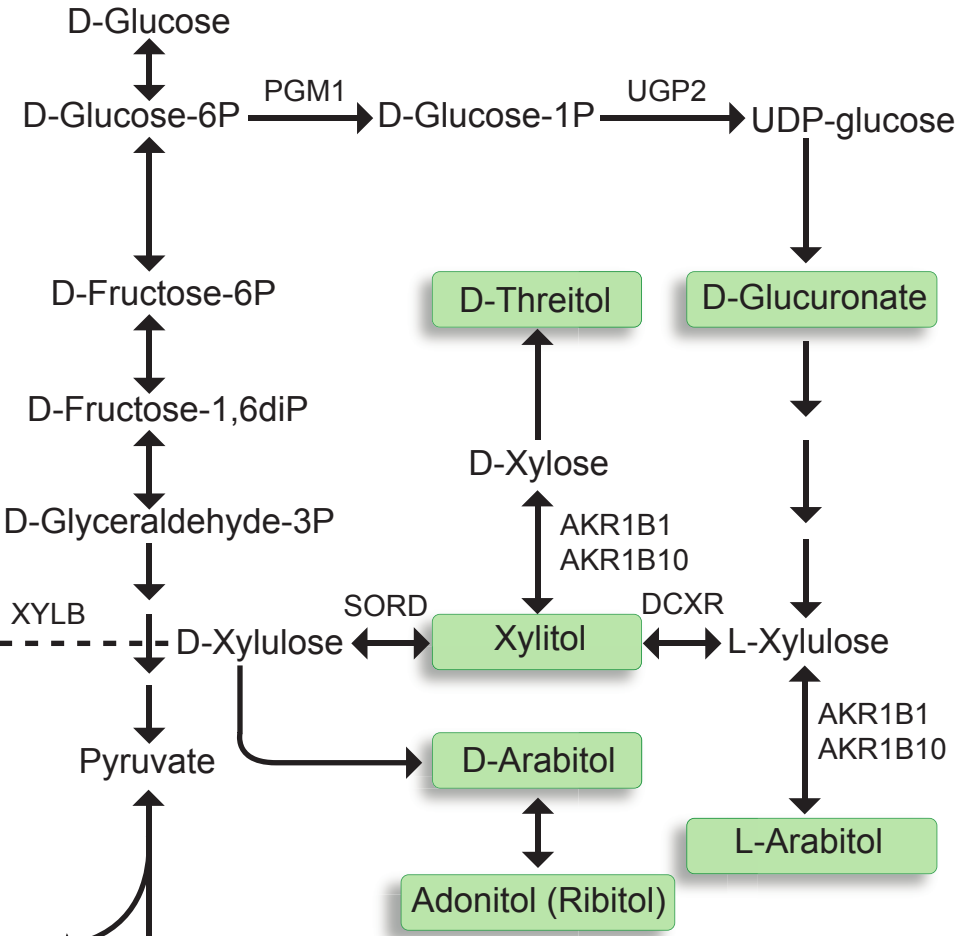 D-Glucose
PGM1
UGP2
D-Glucose-6P
D-Glucose-1P
UDP-glucose
D-Fructose-6P
D-Threitol
D-Glucuronate
D-Fructose-1,6diP
D-Xylose
D-Glyceraldehyde-3P
AKR1B1
AKR1B10
XYLB
SORD
DCXR
D-Xylulose
Xylitol
L-Xylulose
AKR1B1
AKR1B10
Pyruvate
D-Arabitol
L-Arabitol
Adonitol (Ribitol)